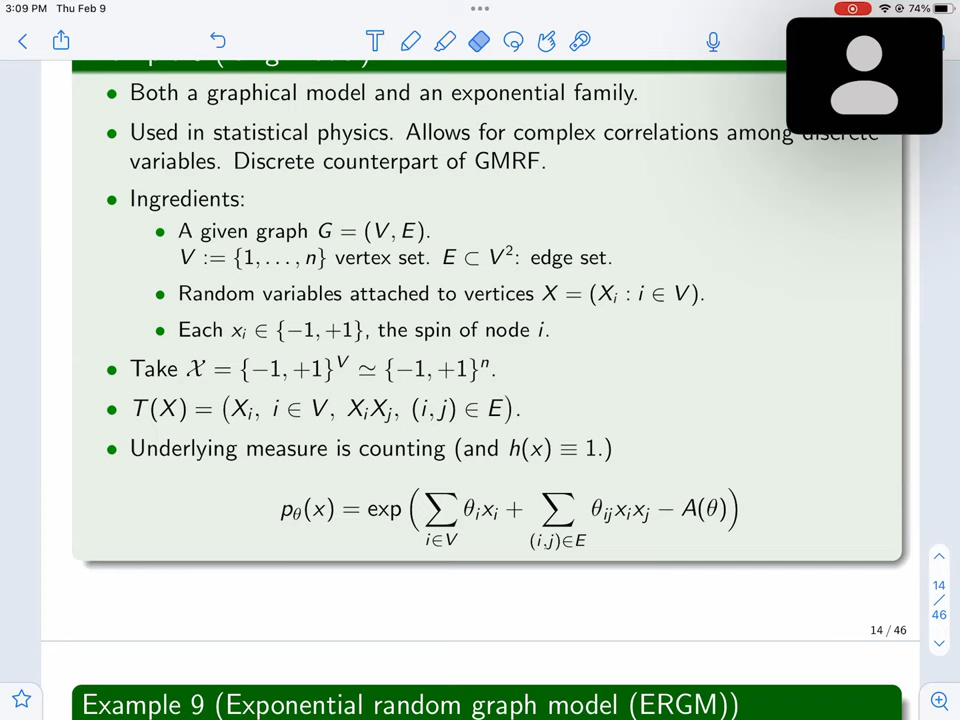 3:09 PM Thu Feb 9
74%
• Both a graphical model and an exponential family.
• Used in statistical physics. Allows for complex correlations among discrete
variables. Discrete counterpart of GMRF.
• Ingredients:
• A given graph G = (V, E).
V := {1, . . . , n} vertex set. E ⊂ V²: edge set.
• Random variables attached to vertices X = (Xᵢ : i ∈ V).
• Each xᵢ ∈ {−1, +1}, the spin of node i.
• Take 𝒳 = {−1, +1}^V ≃ {−1, +1}ⁿ.
• T(X) = (Xᵢ, i ∈ V, XᵢXⱼ, (i, j) ∈ E).
• Underlying measure is counting (and h(x) ≡ 1.)
p_θ(x) = exp ( ∑_{i∈V} θᵢxᵢ + ∑_{(i,j)∈E} θᵢⱼxᵢxⱼ − A(θ) )
14
/
46
14 / 46
Example 9 (Exponential random graph model (ERGM))